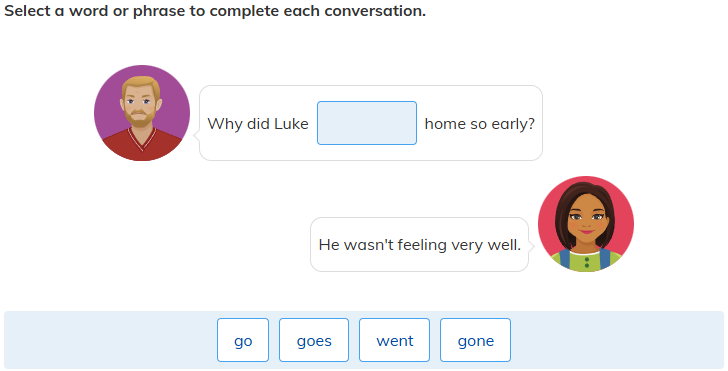 Select a word or phrase to complete each conversation.
Why did Luke home so early?
He wasn't feeling very well.
go goes went gone